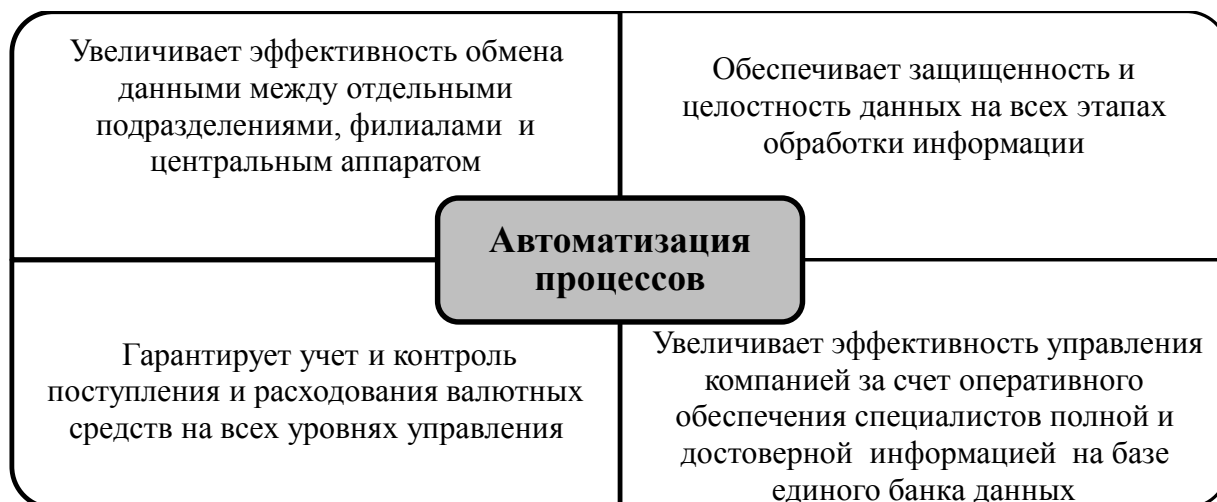 Увеличивает эффективность обмена
данными между отдельными
подразделениями, филиалами и
центральным аппаратом
Обеспечивает защищенность и
целостность данных на всех этапах
обработки информации
Автоматизация
процессов
Гарантирует учет и контроль
поступления и расходования валютных
средств на всех уровнях управления
Увеличивает эффективность управления
компанией за счет оперативного
обеспечения специалистов полной и
достоверной информацией на базе
единого банка данных